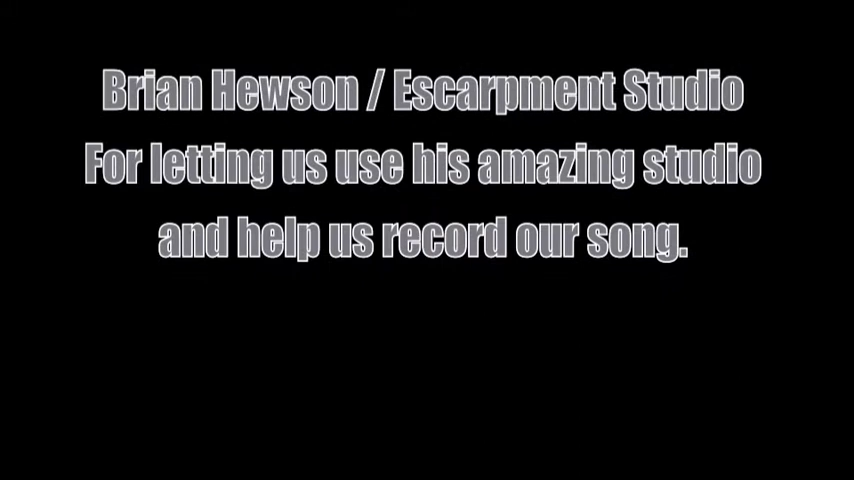 Brian Hewson / Escarpment Studio
For letting us use his amazing studio
and help us record our song.